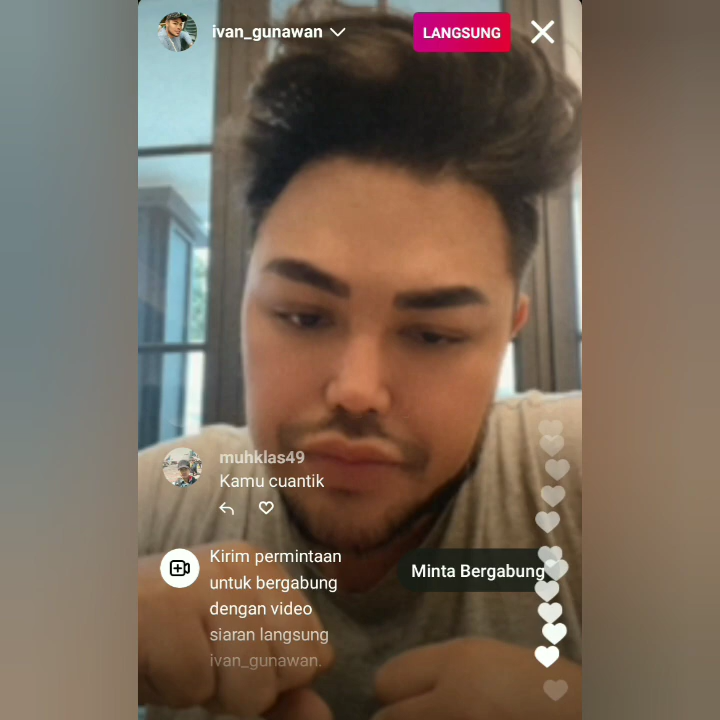 ivan_gunawan
LANGSUNG
muhklas49
Kamu cuantik
Kirim permintaan
untuk bergabung
dengan video
siaran langsung
ivan_gunawan.
Minta Bergabung